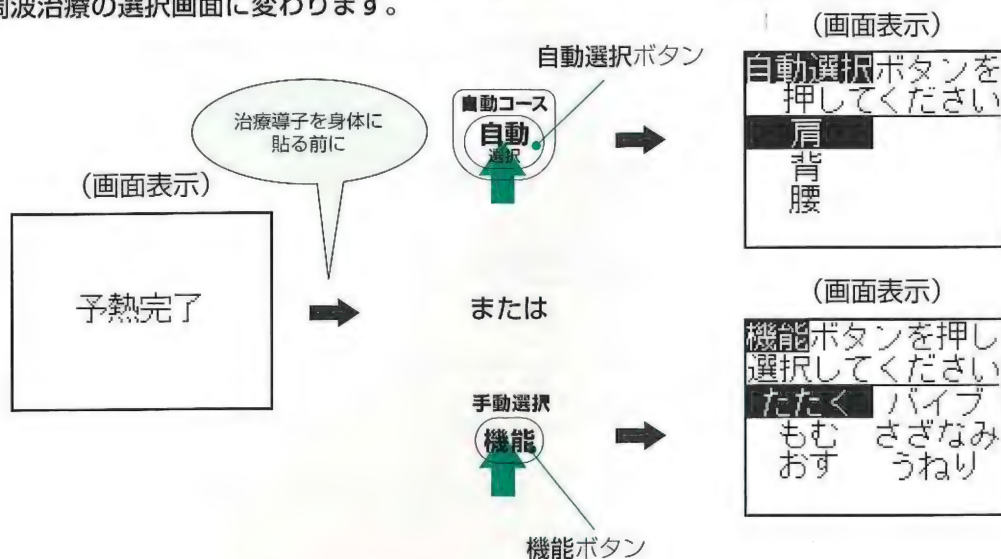 周波治療の選択画面に変わります。
(画面表示)
予熱完了
治療導子を身体に
貼る前に
自動選択ボタン
自動コース
自動
選択
または
手動選択
機能
機能ボタン
(画面表示)
自動選択ボタンを
押してください
肩
背
腰
(画面表示)
機能ボタンを押し
選択してください
たたく バイブ
もむ さざなみ
おす うねり